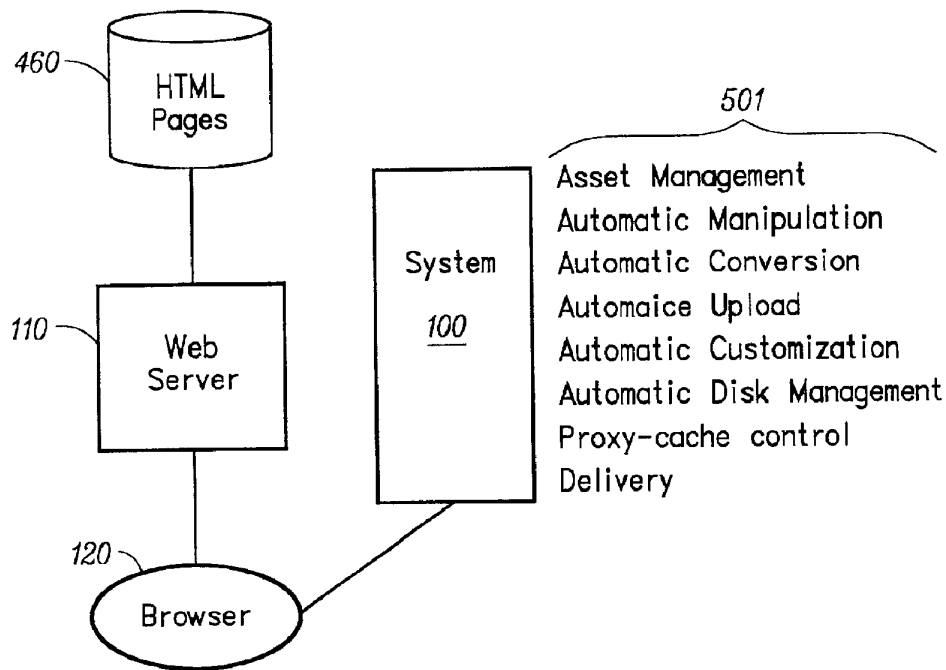 460
HTML
Pages
501
Asset Management
Automatic Manipulation
System
Automatic Conversion
100
Automaice Upload
110
Web
Server
Automatic Customization
Automatic Disk Management
Proxy-cache control
Delivery
120
Browser